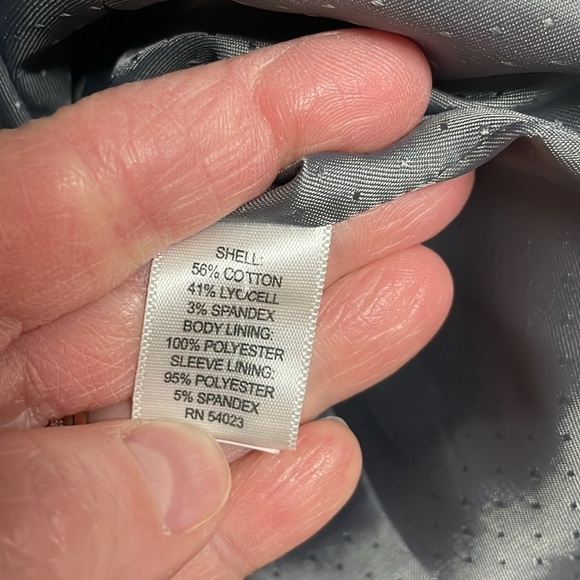 SHELL:
56% COTTON
41% LYOCELL
3% SPANDEX
BODY LINING:
100% POLYESTER
SLEEVE LINING:
95% POLYESTER
5% SPANDEX
RN 54023